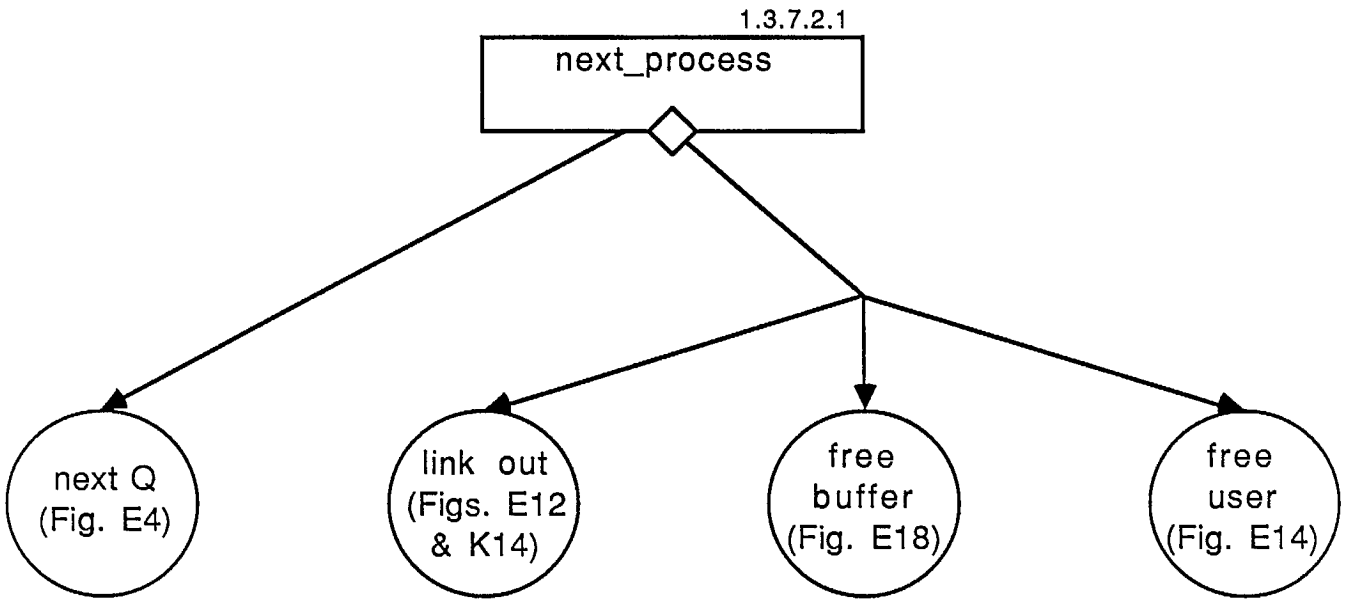 1.3.7.2.1
next_process
next Q
(Fig. E4)
link out
(Figs. E12
& K14)
free
buffer
(Fig. E18)
free
user
(Fig. E14)